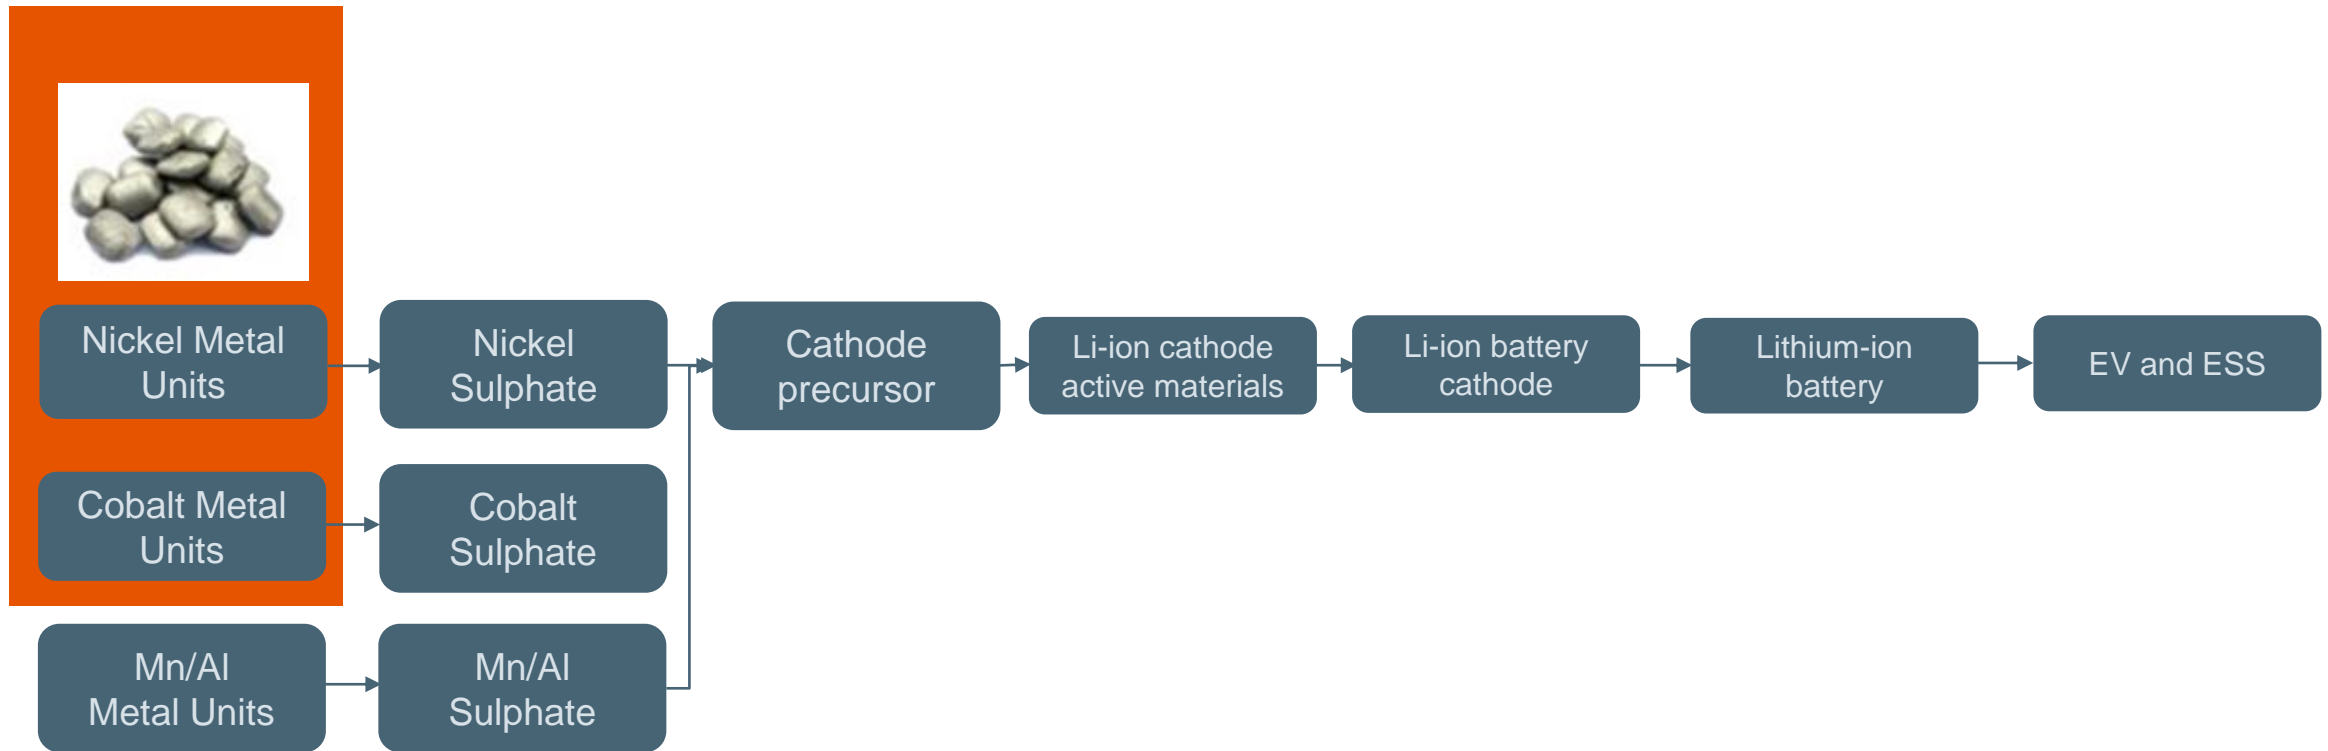 Nickel Metal
Units
Nickel
Sulphate
Cathode
precursor
Li-ion cathode
active materials
Li-ion battery
cathode
Lithium-ion
battery
EV and ESS
Cobalt Metal
Units
Cobalt
Sulphate
Mn/Al
Metal Units
Mn/Al
Sulphate